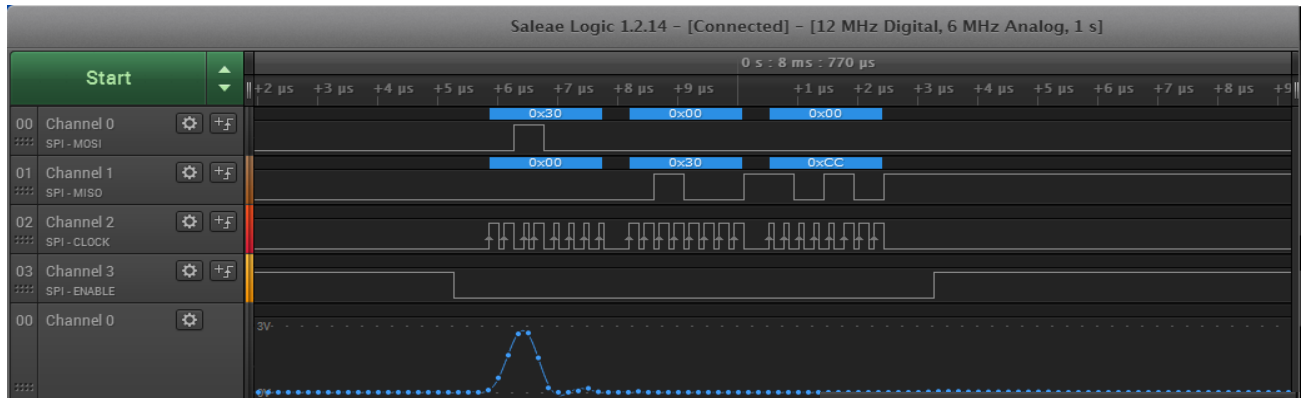 Saleae Logic 1.2.14 - [Connected] - [12 MHz Digital, 6 MHz Analog, 1 s]
Start
0 s : 8 ms : 770 µs
+2 µs +3 µs +4 µs +5 µs +6 µs +7 µs +8 µs +9 µs +1 µs +2 µs +3 µs +4 µs +5 µs +6 µs +7 µs +8 µs +9
00 Channel 0
SPI - MOSI
0x30 0x00 0x00
01 Channel 1
SPI - MISO
0x00 0x30 0xCC
02 Channel 2
SPI - CLOCK
03 Channel 3
SPI - ENABLE
00 Channel 0
3V
0V